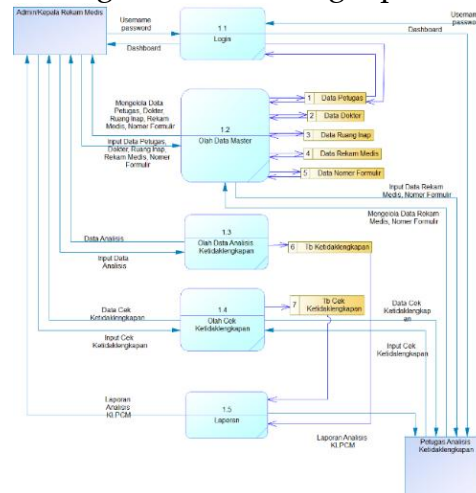 Admin/Kepala Rekam Medis
Username
password
Dashboard
1.1
Login
Username
Dashboard
Mengelola Data
Petugas, Dokter,
Ruang Inap, Rekam
Medis, Nomer
Formulir
Input Data Petugas,
Dokter, Ruang Inap,
Rekam Medis, Nomer
Formulir
1.2
Olah Data Master
1 Data Petugas
2 Data Dokter
3 Data Ruang Inap
4 Data Rekam Medis
5 Data Nomer Formulir
Input Data Rekam
Medis, Nomer Formulir
Mengelola Data Rekam
Medis, Nomer Formulir
Data Analisis
Input Data
Analisis
1.3
Olah Data Analisis
Ketidaklengkapan
6 Tb Ketidaklengkapan
Data Cek
Ketidaklengkapan
Input Cek
Ketidaklengkapan
1.4
Olah Cek
Ketidaklengkapan
7 Tb Cek
Ketidaklengkapan
Data Cek
Ketidaklengkap
an
Input Cek
Ketidaklengkapan
Laporan
Analisis
KLPCM
1.5
Laporan
Laporan Analisis
KLPCM
Petugas Analisis
Ketidaklengkapan